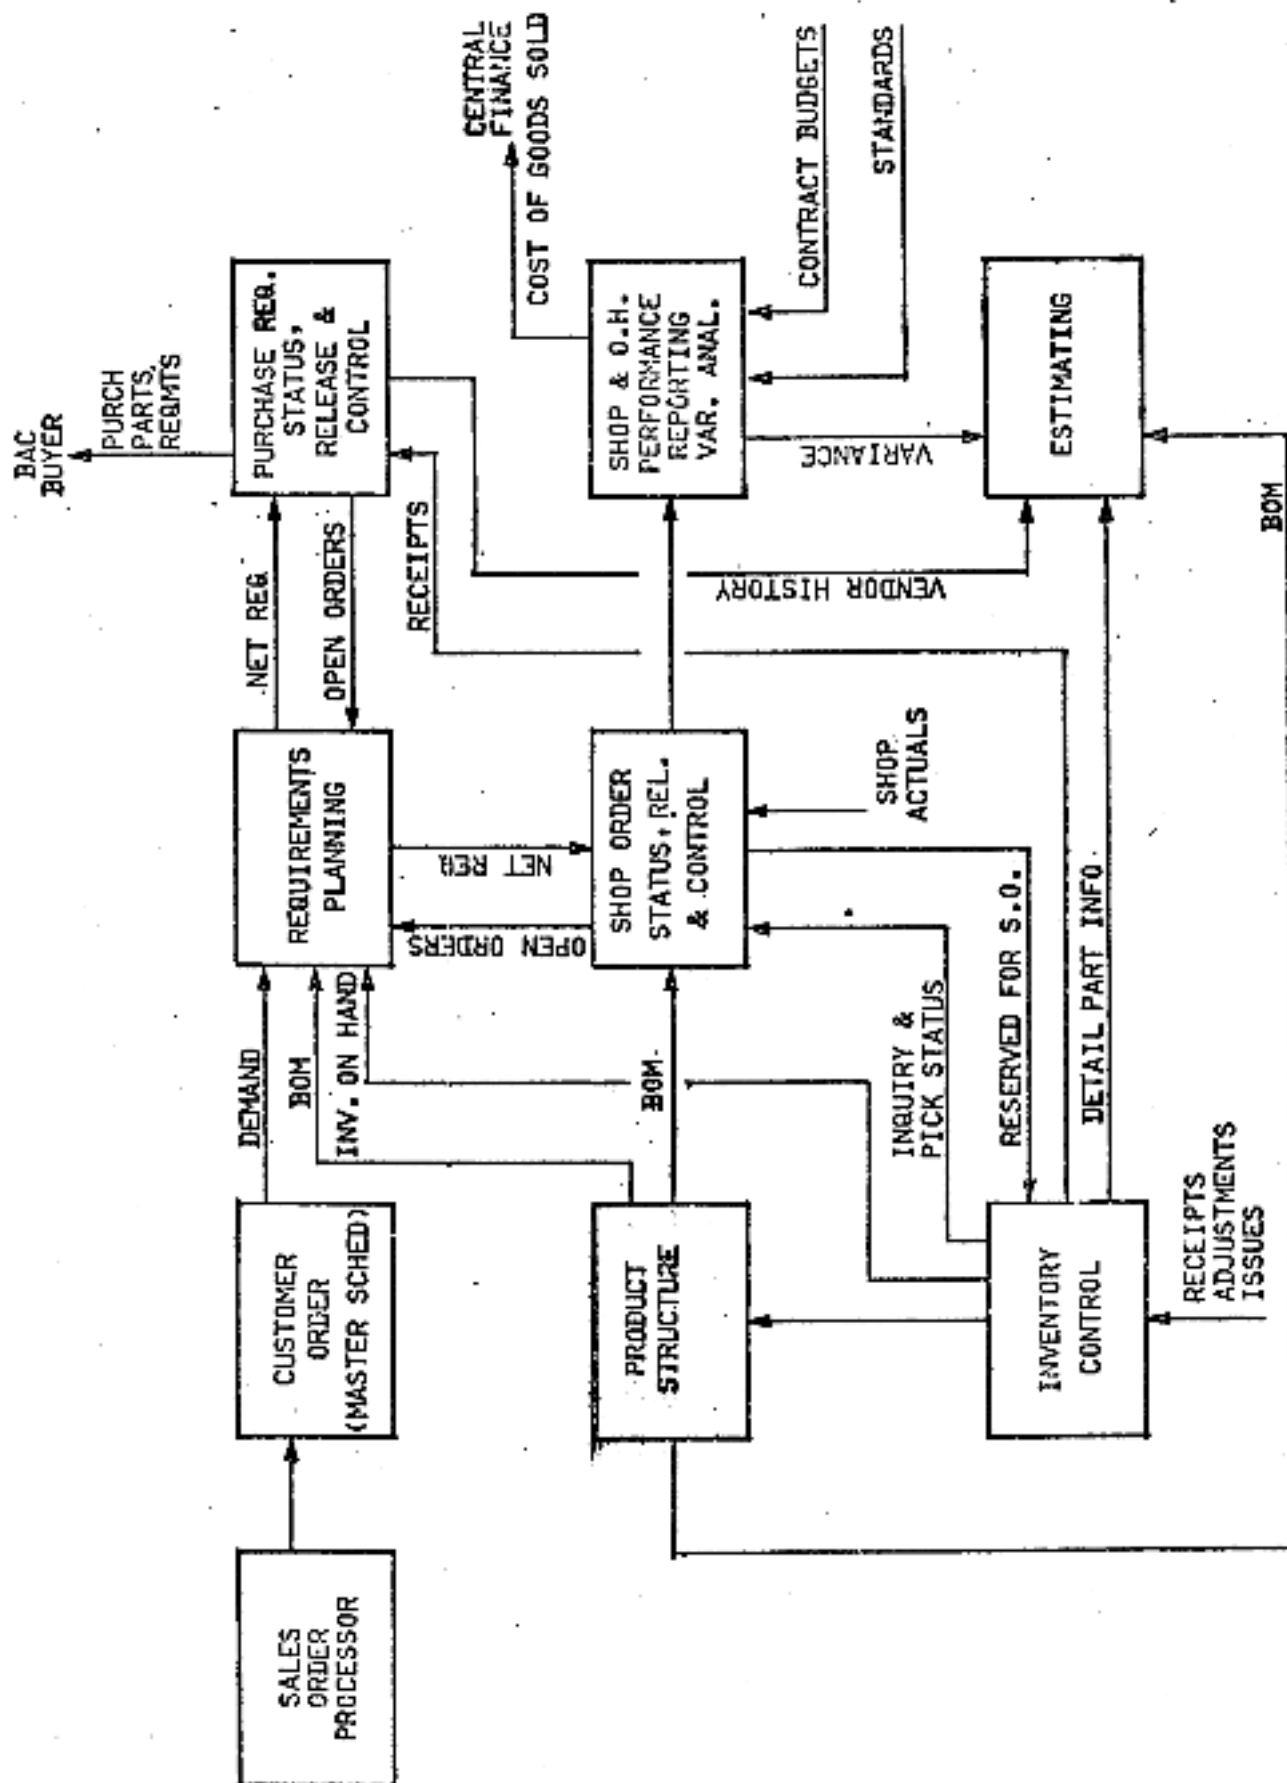 SALES
ORDER
PROCESSOR
CUSTOMER
ORDER
(MASTER SCHED)
DEMAND
BOM
INV. ON HAND
REQUIREMENTS
PLANNING
NET REQ
OPEN ORDERS
RECEIPTS
PURCHASE REQ.
STATUS,
RELEASE &
CONTROL
BAC
BUYER
PURCH
PARTS
REQMTS
PRODUCT
STRUCTURE
BOM
OPEN ORDERS
NET REQ
SHOP ORDER
STATUS, REL.
& CONTROL
SHOP
ACTUALS
VENDOR HISTORY
SHOP & O.H.
PERFORMANCE
REPORTING
VAR. ANAL.
CENTRAL
FINANCE
COST OF GOODS SOLD
CONTRACT BUDGETS
STANDARDS
VARIANCE
INVENTORY
CONTROL
RECEIPTS
ADJUSTMENTS
ISSUES
INQUIRY &
PICK STATUS
RESERVED FOR S.O.
DETAIL PART INFO
ESTIMATING
BOM